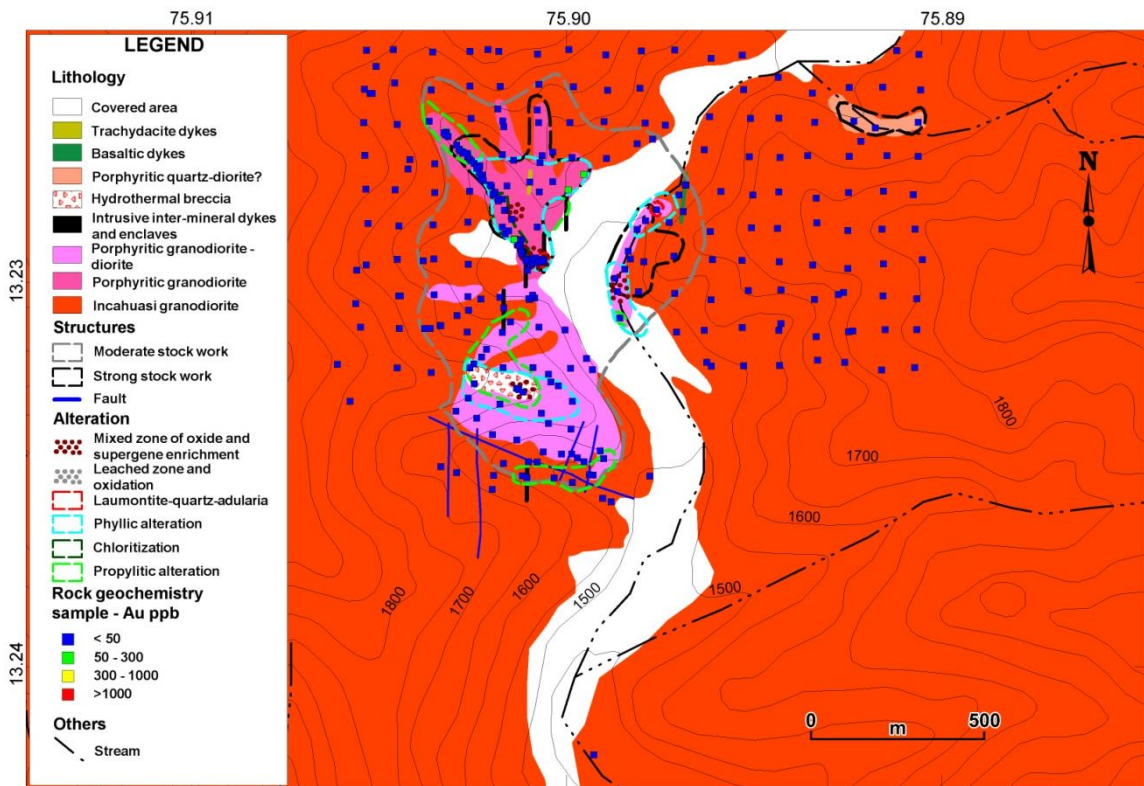 75.91
75.90
75.89
13.23
13.24
LEGEND
Lithology
Covered area
Trachydacite dykes
Basaltic dykes
Porphyritic quartz-diorite?
Hydrothermal breccia
Intrusive inter-mineral dykes
and enclaves
Porphyritic granodiorite -
diorite
Porphyritic granodiorite
Incahuasi granodiorite
Structures
Moderate stock work
Strong stock work
Fault
Alteration
Mixed zone of oxide and
supergene enrichment
Leached zone and
oxidation
Laumontite-quartz-adularia
Phyllic alteration
Chloritization
Propylitic alteration
Rock geochemistry
sample - Au ppb
< 50
50 - 300
300 - 1000
>1000
Others
Stream
N
1800
1700
1600
1500
1800
1700
1600
1500
0
m
500